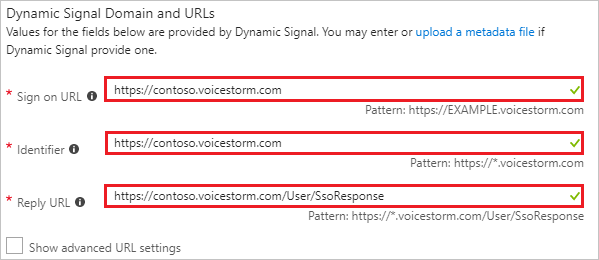 Dynamic Signal Domain and URLs
Values for the fields below are provided by Dynamic Signal. You may enter or upload a metadata file if
Dynamic Signal provide one.
* Sign on URL https://contoso.voicestorm.com
Pattern: https://EXAMPLE.voicestorm.com
* Identifier https://contoso.voicestorm.com
Pattern: https://*.voicestorm.com
* Reply URL https://contoso.voicestorm.com/User/SsoResponse
Pattern: https://*.voicestorm.com/User/SsoResponse
Show advanced URL settings